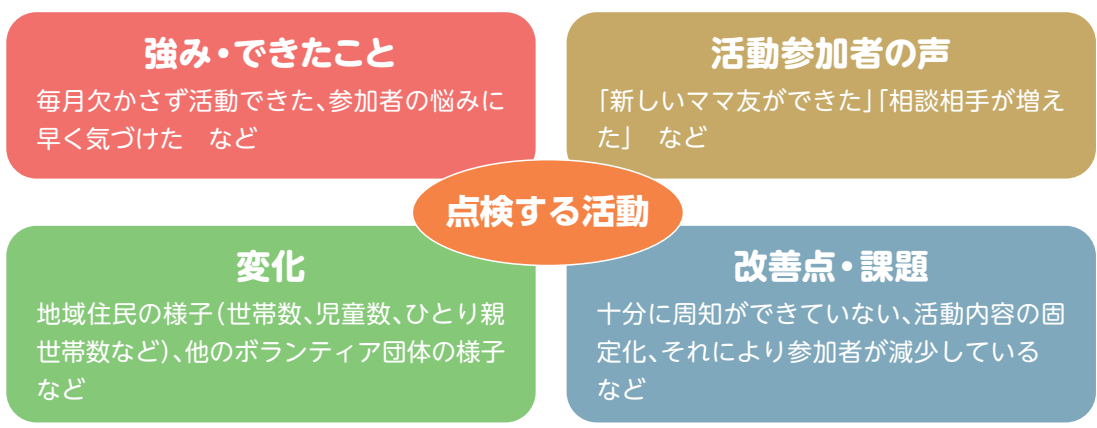 強み・できたこと
毎月欠かさず活動できた、参加者の悩みに
早く気づけた　など
活動参加者の声
「新しいママ友ができた」「相談相手が増え
た」　など
点検する活動
変化
地域住民の様子（世帯数、児童数、ひとり親
世帯数など）、他のボランティア団体の様子
など
改善点・課題
十分に周知ができていない、活動内容の固
定化、それにより参加者が減少している
など